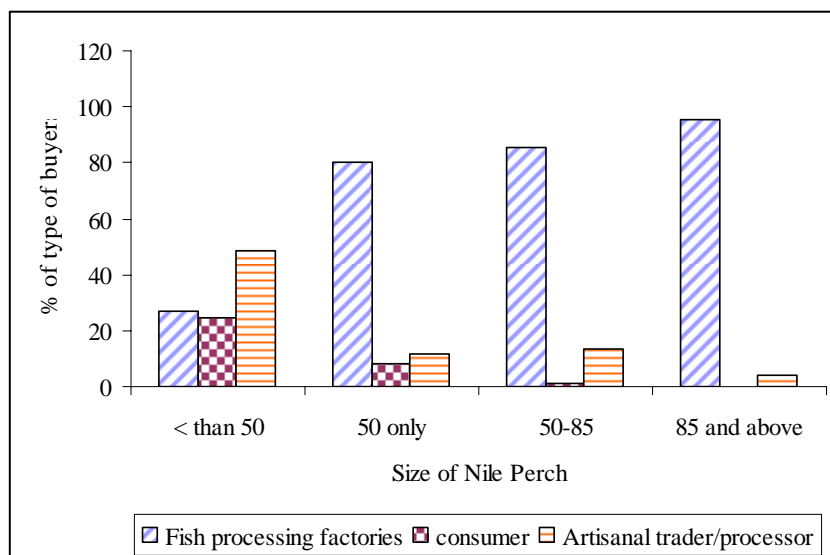 120
100
80
60
40
20
0
% of type of buyer
< than 50 50 only 50-85 85 and above
Size of Nile Perch
Fish processing factories consumer Artisanal trader/processor